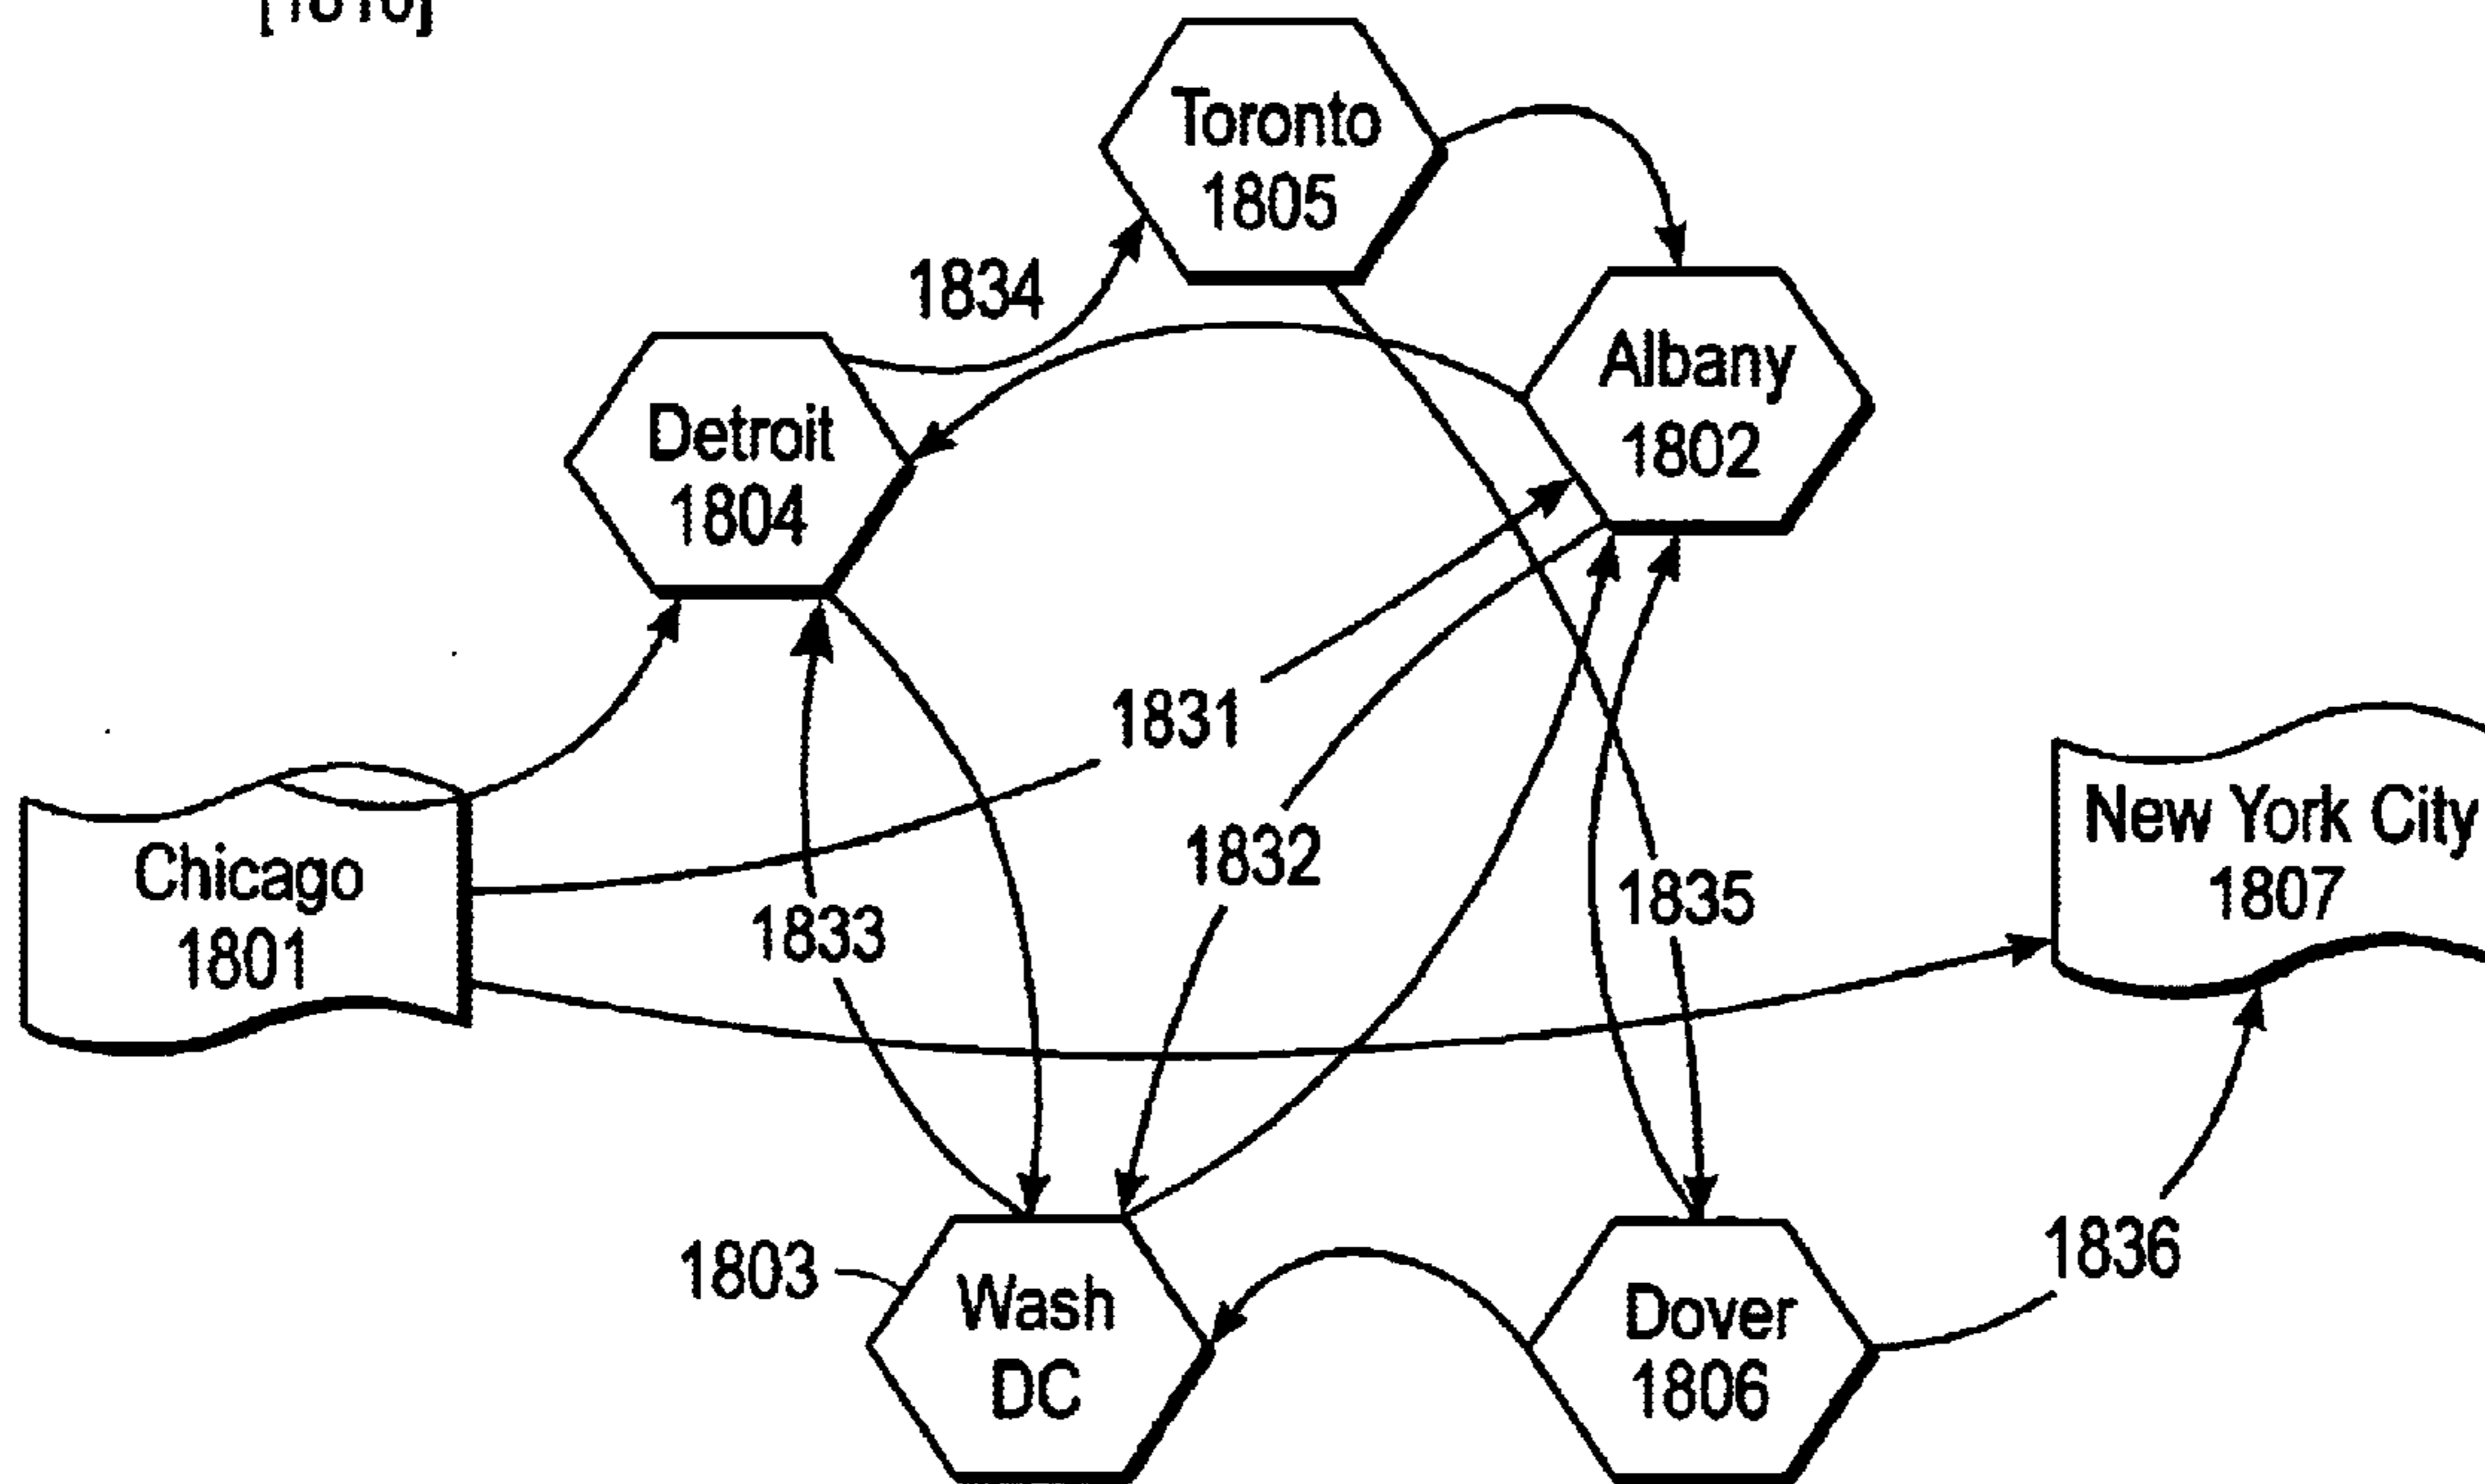 Toronto
1805
1834
Albany
1802
Detroit
1804
1831
New York City
1807
Chicago
1801
1832
1835
1833
1836
1803
Wash
DC
Dover
1806